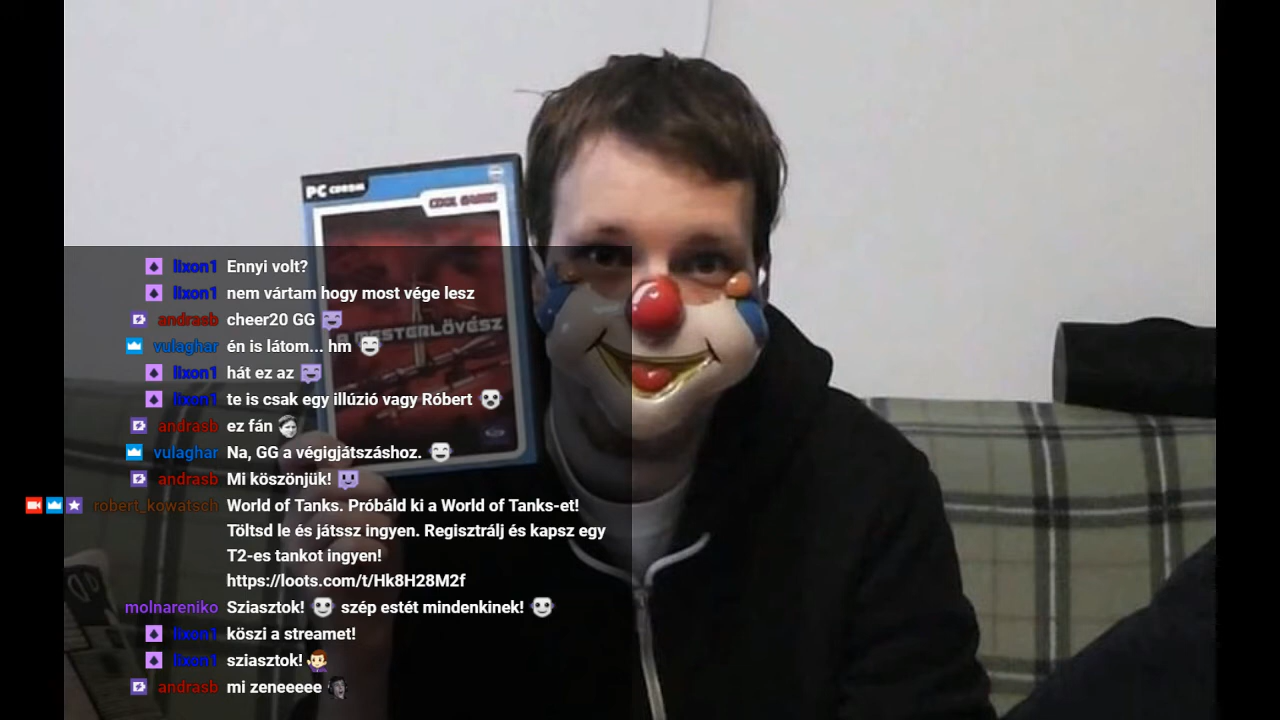 PC CDROM
COOL GAMES
A MESTERLÖVÉSZ
lixon1 Ennyi volt?
lixon1 nem vártam hogy most vége lesz
andrasb cheer20 GG
vulaghar én is látom... hm
lixon1 hát ez az
lixon1 te is csak egy illúzió vagy Róbert
andrasb ez fán
vulaghar Na, GG a végigjátszáshoz.
andrasb Mi köszönjük!
robert_kowatsch World of Tanks. Próbáld ki a World of Tanks-et!
Töltsd le és játssz ingyen. Regisztrálj és kapsz egy
T2-es tankot ingyen!
https://loots.com/t/Hk8H28M2f
molnareniko Sziasztok! szép estét mindenkinek!
lixon1 köszi a streamet!
lixon1 sziasztok!
andrasb mi zeneeeee